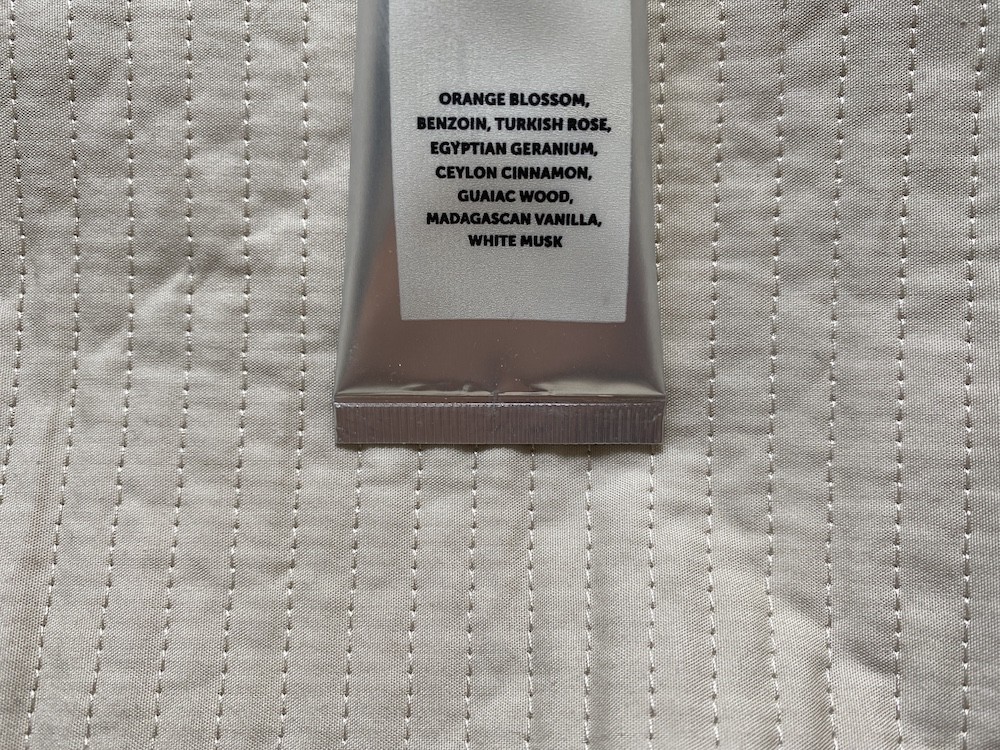 ORANGE BLOSSOM,
BENZOIN, TURKISH ROSE,
EGYPTIAN GERANIUM,
CEYLON CINNAMON,
GUAIAC WOOD,
MADAGASCAN VANILLA,
WHITE MUSK